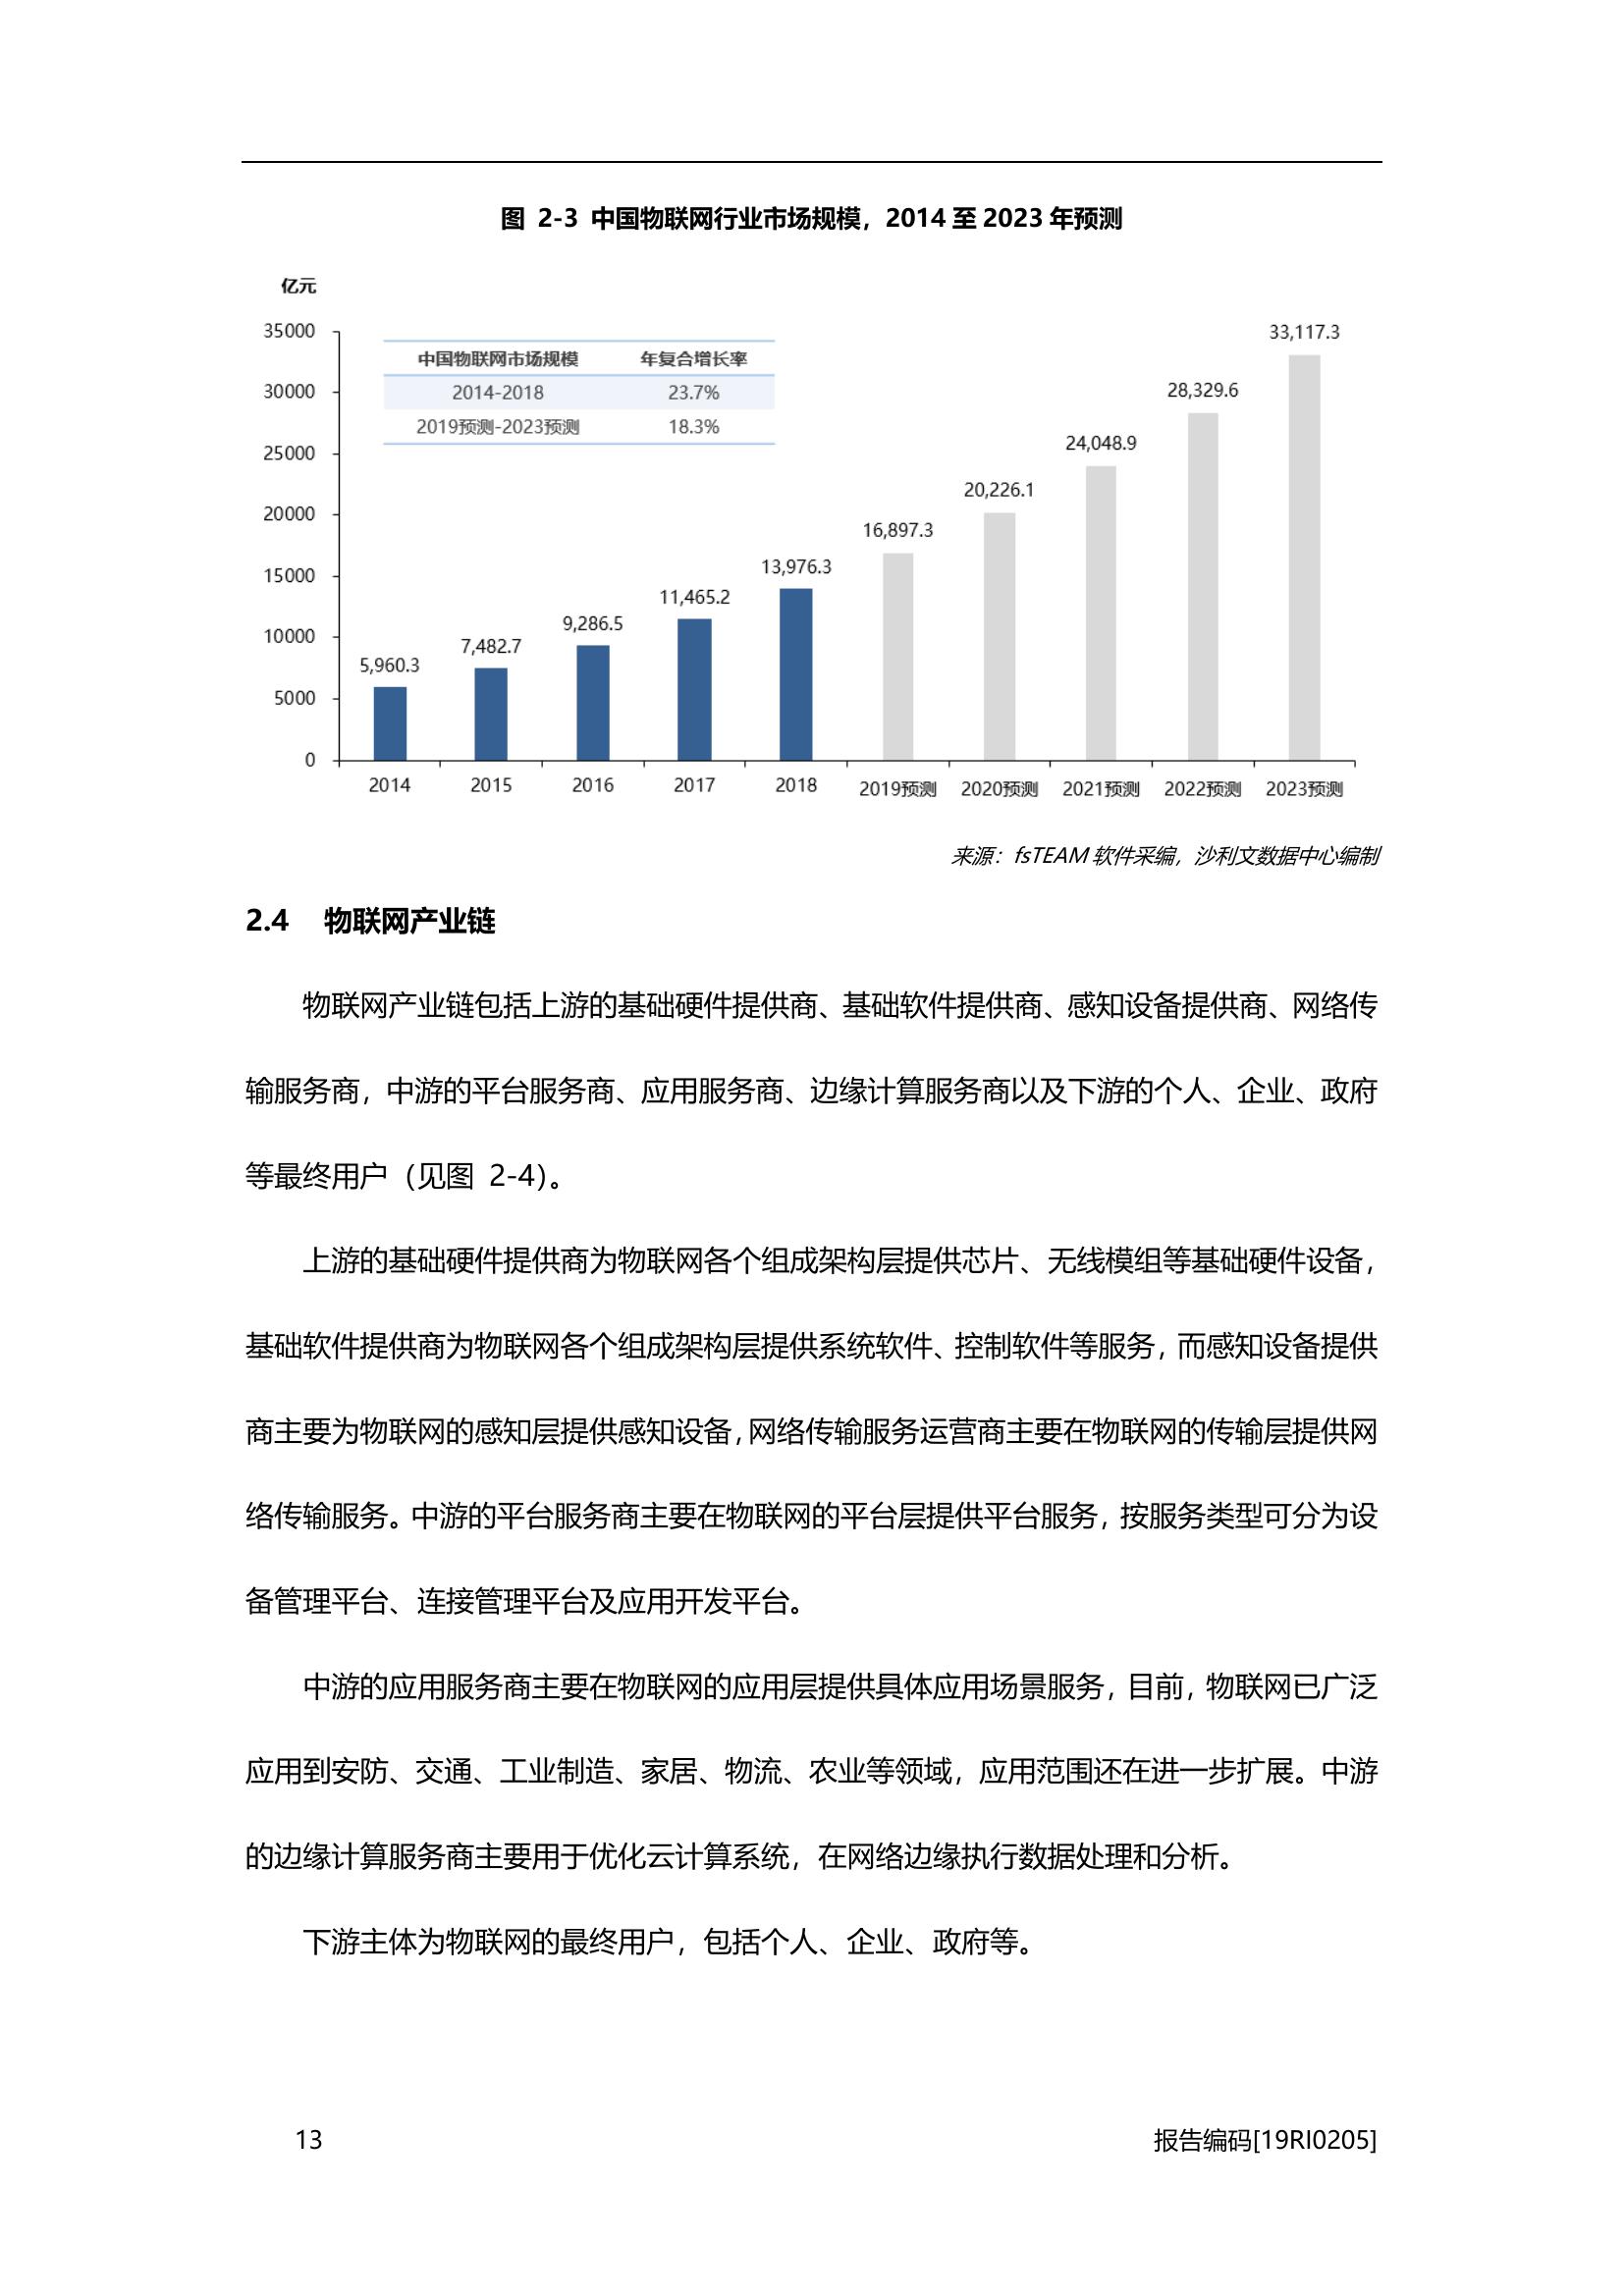 图 2-3 中国物联网行业市场规模，2014 至 2023 年预测
亿元
35000
30000
25000
20000
15000
10000
5000
0
中国物联网市场规模 年复合增长率
2014-2018 23.7%
2019预测-2023预测 18.3%
5,960.3
7,482.7
9,286.5
11,465.2
13,976.3
16,897.3
20,226.1
24,048.9
28,329.6
33,117.3
2014 2015 2016 2017 2018 2019预测 2020预测 2021预测 2022预测 2023预测
来源：fsTEAM 软件采编，沙利文数据中心编制
2.4 物联网产业链
物联网产业链包括上游的基础硬件提供商、基础软件提供商、感知设备提供商、网络传
输服务商，中游的平台服务商、应用服务商、边缘计算服务商以及下游的个人、企业、政府
等最终用户（见图 2-4）。
上游的基础硬件提供商为物联网各个组成架构层提供芯片、无线模组等基础硬件设备，
基础软件提供商为物联网各个组成架构层提供系统软件、控制软件等服务，而感知设备提供
商主要为物联网的感知层提供感知设备，网络传输服务运营商主要在物联网的传输层提供网
络传输服务。中游的平台服务商主要在物联网的平台层提供平台服务，按服务类型可分为设
备管理平台、连接管理平台及应用开发平台。
中游的应用服务商主要在物联网的应用层提供具体应用场景服务，目前，物联网已广泛
应用到安防、交通、工业制造、家居、物流、农业等领域，应用范围还在进一步扩展。中游
的边缘计算服务商主要用于优化云计算系统，在网络边缘执行数据处理和分析。
下游主体为物联网的最终用户，包括个人、企业、政府等。
13 报告编码[19RI0205]